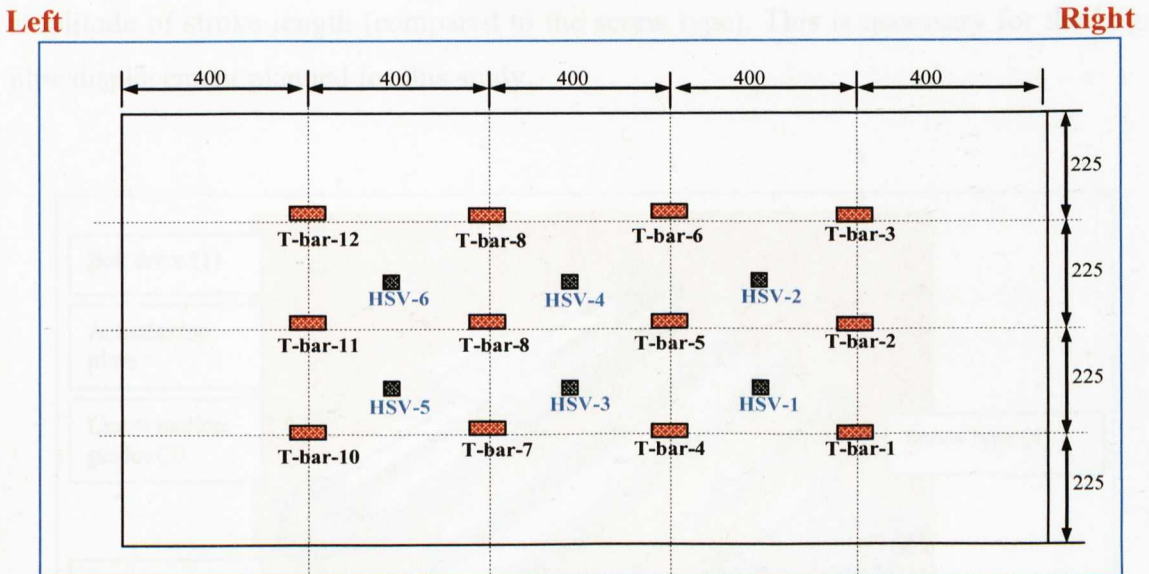 Left Right
400 400 400 400 400
225
T-bar-12 T-bar-8 T-bar-6 T-bar-3
225
HSV-6 HSV-4 HSV-2
T-bar-11 T-bar-8 T-bar-5 T-bar-2
225
HSV-5 HSV-3 HSV-1
T-bar-10 T-bar-7 T-bar-4 T-bar-1
225